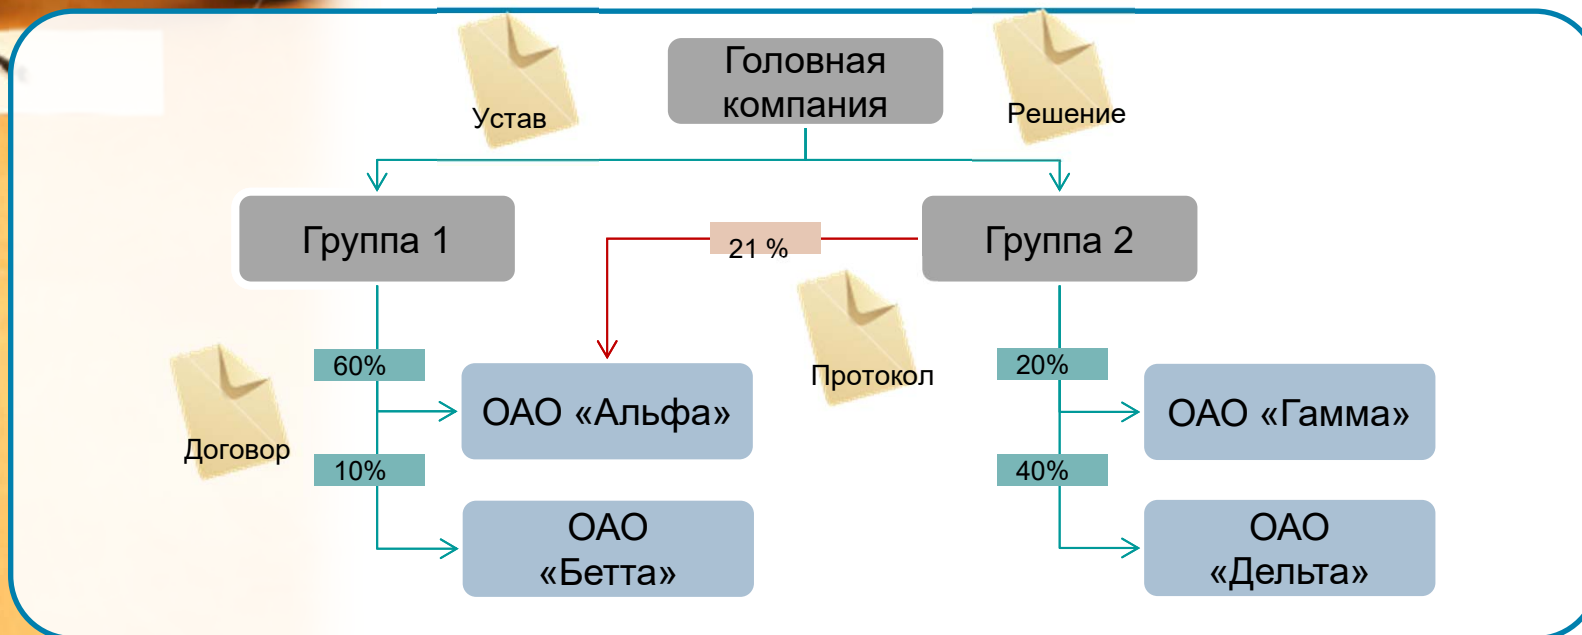 Головная
компания
Устав
Решение
Группа 1
21 %
Группа 2
60%
ОАО «Альфа»
Протокол
20%
ОАО «Гамма»
Договор
10%
40%
ОАО
«Бетта»
ОАО
«Дельта»